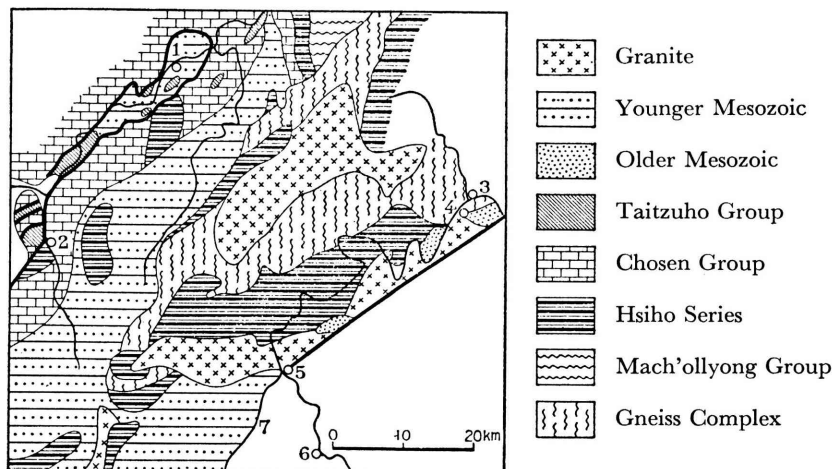 1
2
3
4
5
6
7
0 10 20km
Granite
Younger Mesozoic
Older Mesozoic
Taitzuho Group
Chosen Group
Hsiho Series
Mach'ollyong Group
Gneiss Complex